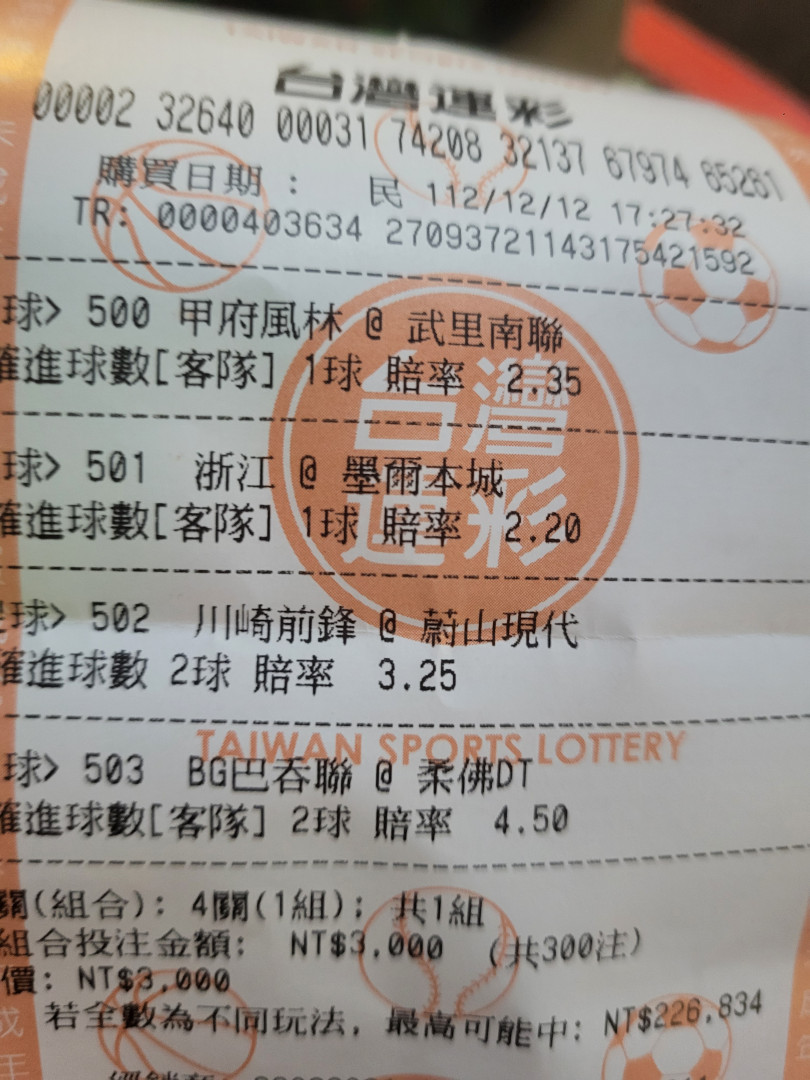 台灣運彩
00002 32640 00031 74208 32137 67974 65261
購買日期： 民 112/12/12 17:27:32
TR: 0000403634 270937211431754215​92
球> 500 甲府風林 @ 武里南聯
確進球數[客隊] 1球 賠率 2.35
球> 501 浙江 @ 墨爾本城
確進球數[客隊] 1球 賠率 2.20
台灣運彩
球> 502 川崎前鋒 @ 蔚山現代
確進球數 2球 賠率 3.25
TAIWAN SPORTS LOTTERY
球> 503 BG巴吞聯 @ 柔佛DT
確進球數[客隊] 2球 賠率 4.50
關(組合): 4關(1組); 共1組
組合投注金額: NT$3,000 (共300注)
價: NT$3,000
若全數為不同玩法, 最高可能中: NT$226,834